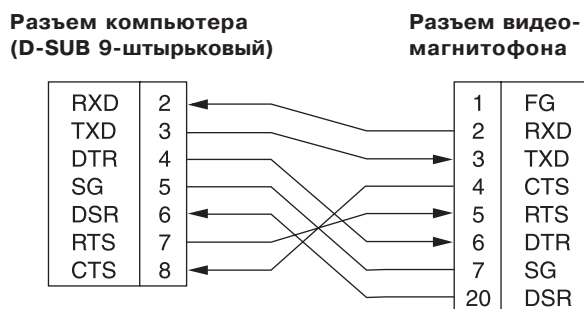 Разъем компьютера
(D-SUB 9-штырьковый)
Разъем видео-
магнитофона
RXD 2
TXD 3
DTR 4
SG 5
DSR 6
RTS 7
CTS 8
1 FG
2 RXD
3 TXD
4 CTS
5 RTS
6 DTR
7 SG
20 DSR